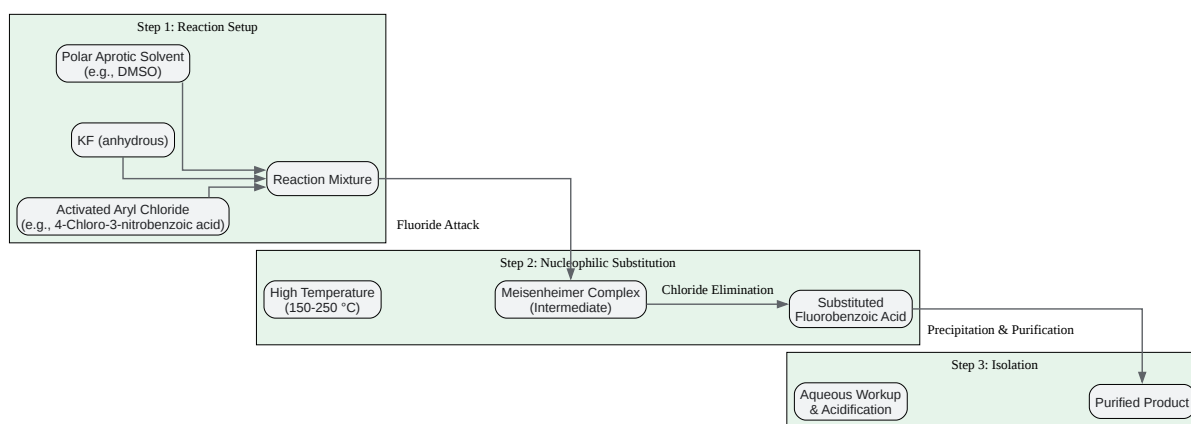 Step 1: Reaction Setup
Polar Aprotic Solvent
(e.g., DMSO)
KF (anhydrous)
Reaction Mixture
Activated Aryl Chloride
(e.g., 4-Chloro-3-nitrobenzoic acid)
Fluoride Attack
Step 2: Nucleophilic Substitution
High Temperature
(150-250 °C)
Meisenheimer Complex
(Intermediate)
Chloride Elimination
Substituted
Fluorobenzoic Acid
Precipitation & Purification
Step 3: Isolation
Aqueous Workup
& Acidification
Purified Product